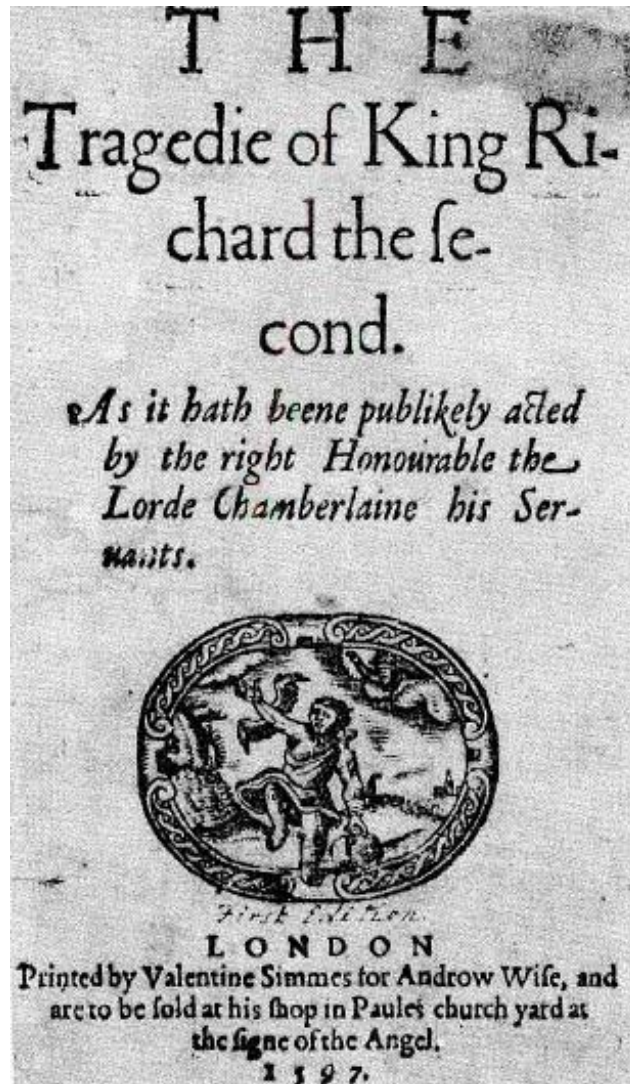 THE
Tragedie of King Ri-
chard the ſe-
cond.
As it hath beene publikely acted
by the right Honourable the
Lorde Chamberlaine his Ser-
uants.
First Edition.
LONDON
Printed by Valentine Simmes for Androw Wiſe, and
are to be ſold at his ſhop in Paules church yard at
the ſigne of the Angel.
1597.